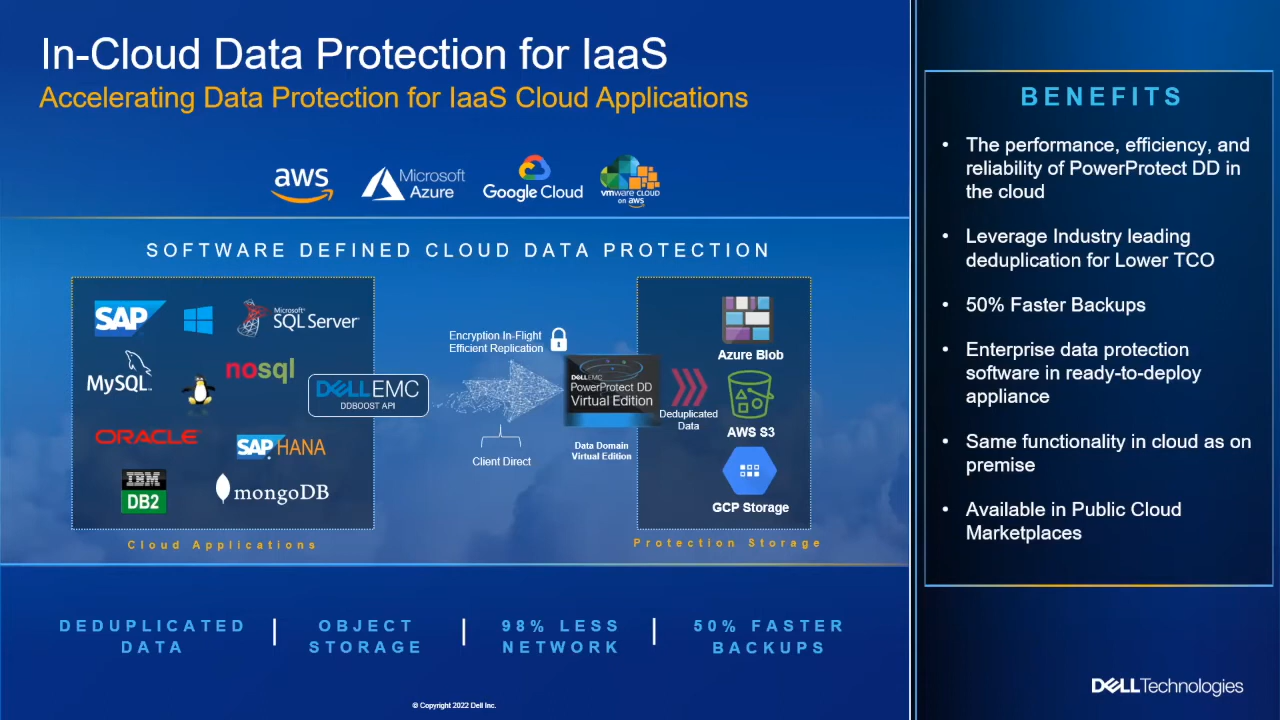 In-Cloud Data Protection for IaaS
Accelerating Data Protection for IaaS Cloud Applications
aws
Microsoft
Azure
Google Cloud
vmware cloud
on aws
SOFTWARE DEFINED CLOUD DATA PROTECTION
SAP
Microsoft
SQL Server
MySQL
nosql
DELLEMC
DDBOOST API
ORACLE
SAP HANA
IBM
DB2
mongoDB
Cloud Applications
Encryption In-Flight
Efficient Replication
Client Direct
DELLEMC
PowerProtect DD
Virtual Edition
Data Domain
Virtual Edition
Deduplicated
Data
Azure Blob
AWS S3
GCP Storage
Protection Storage
DEDUPLICATED
DATA
OBJECT
STORAGE
98% LESS
NETWORK
50% FASTER
BACKUPS
© Copyright 2022 Dell Inc.
BENEFITS
• The performance, efficiency, and
reliability of PowerProtect DD in
the cloud
• Leverage Industry leading
deduplication for Lower TCO
• 50% Faster Backups
• Enterprise data protection
software in ready-to-deploy
appliance
• Same functionality in cloud as on
premise
• Available in Public Cloud
Marketplaces
DELLTechnologies